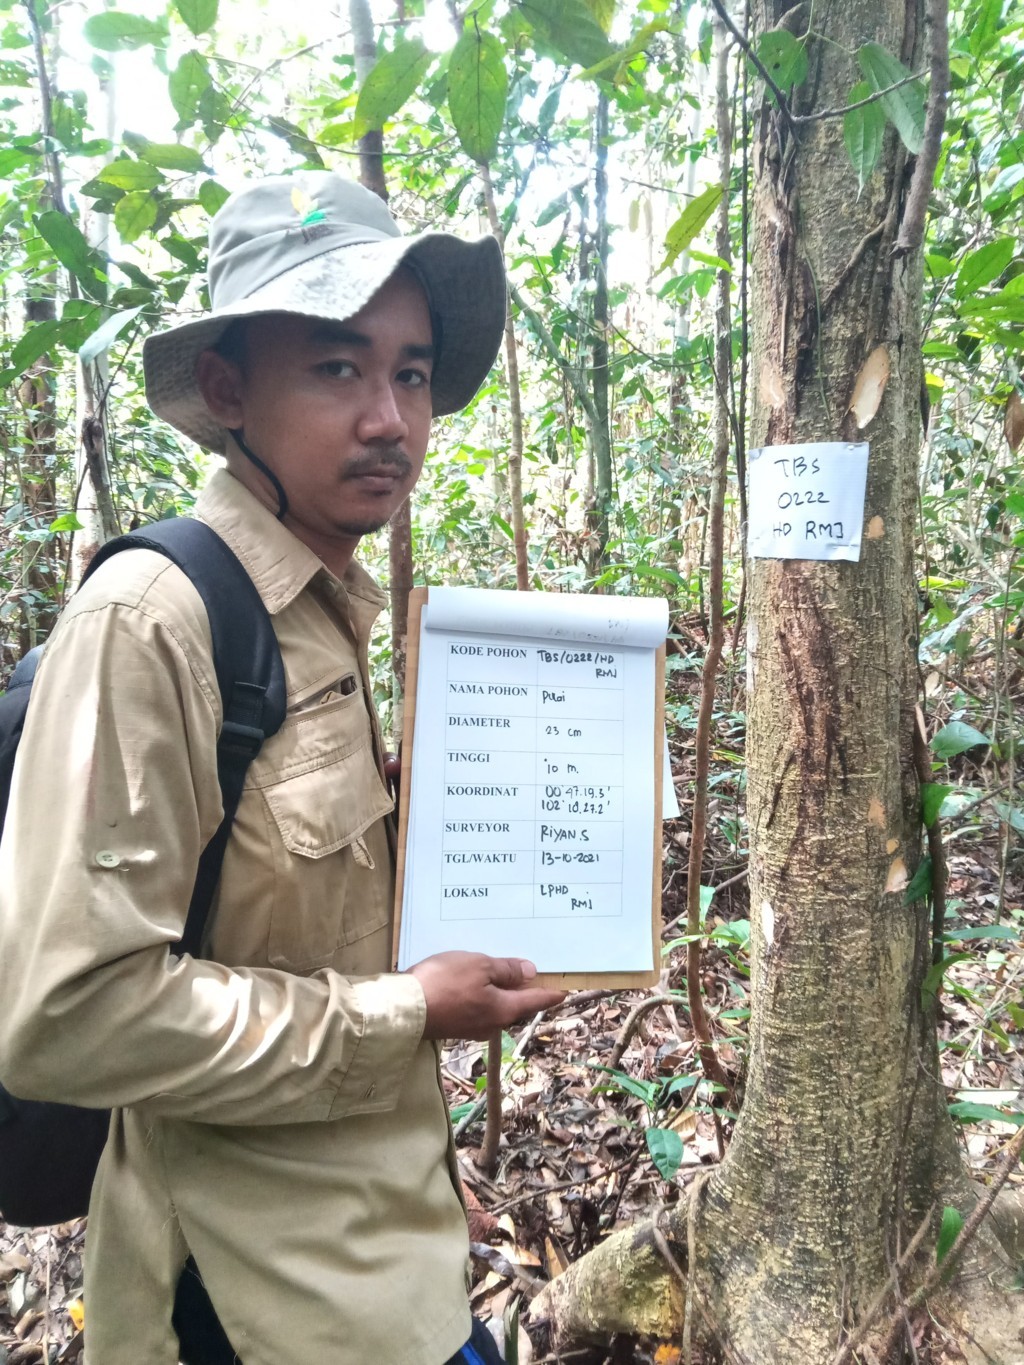 TBS
0222
HD RMJ
KODE POHON TBS/0222/HD
RMJ
NAMA POHON Pulai
DIAMETER 23 cm
TINGGI 10 m.
KOORDINAT 00°47.19.3'
102°10.27.2'
SURVEYOR RiYAN.S
TGL/WAKTU 13-10-2021
LOKASI LPHD
RMJ